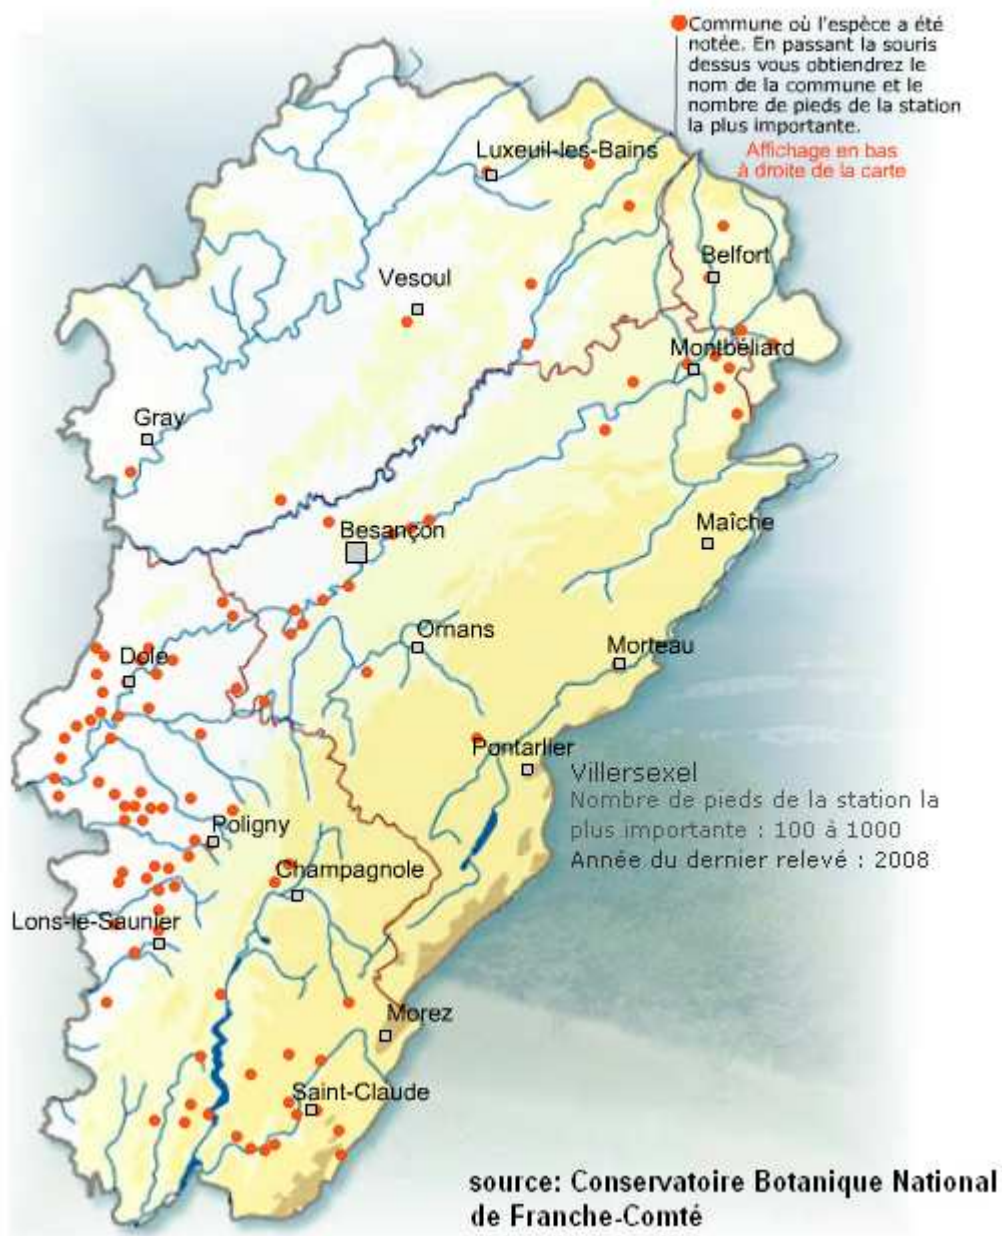 Commune où l'espèce a été
notée. En passant la souris
dessus vous obtiendrez le
nom de la commune et le
nombre de pieds de la station
la plus importante.
Affichage en bas
à droite de la carte
Luxeuil-les-Bains
Belfort
Vesoul
Montbéliard
Gray
Besançon
Maîche
Ornans
Dole
Morteau
Pontarlier
Villersexel
Nombre de pieds de la station la
plus importante : 100 à 1000
Année du dernier relevé : 2008
Poligny
Champagnole
Lons-le-Saunier
Morez
Saint-Claude
source: Conservatoire Botanique National
de Franche-Comté